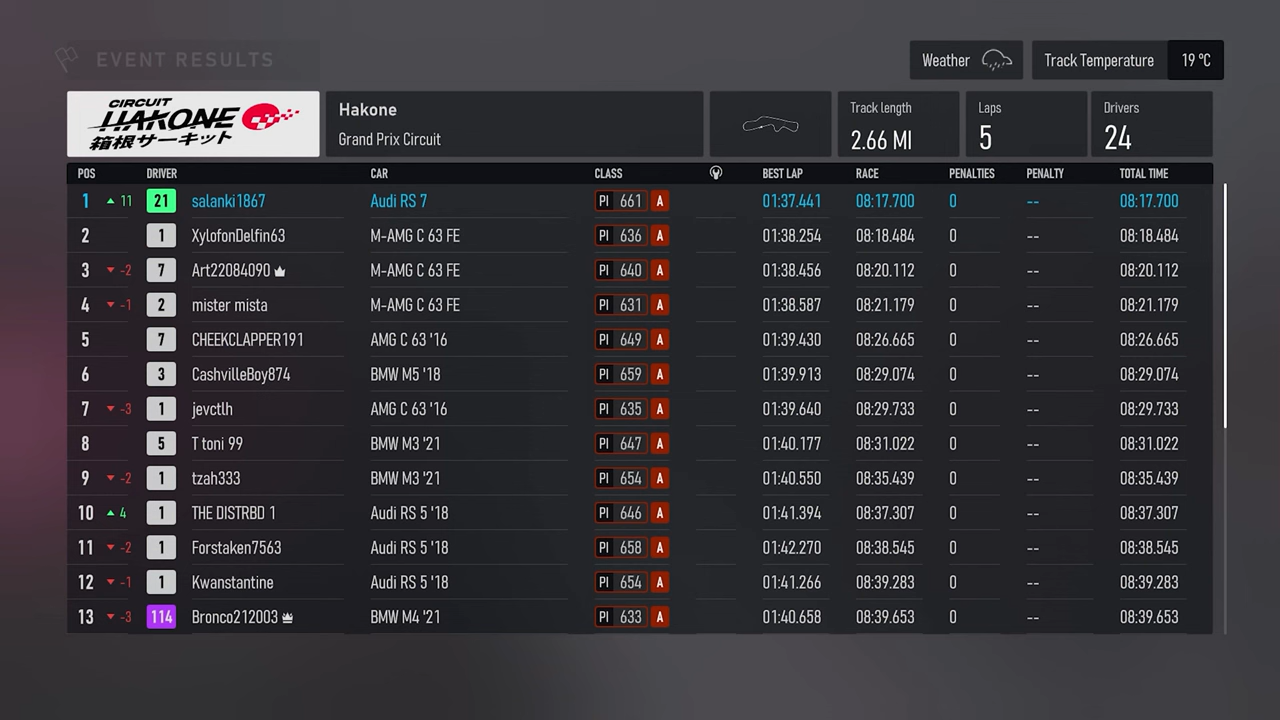 EVENT RESULTS
Weather Track Temperature 19 °C
CIRCUIT
HAKONE
箱根サーキット
Hakone
Grand Prix Circuit
Track length
2.66 MI
Laps
5
Drivers
24
POS DRIVER CAR CLASS BEST LAP RACE PENALTIES PENALTY TOTAL TIME
1 11 21 salanki1867 Audi RS 7 PI 661 A 01:37.441 08:17.700 0 -- 08:17.700
2 1 XylofonDelfin63 M-AMG C 63 FE PI 636 A 01:38.254 08:18.484 0 -- 08:18.484
3 -2 7 Art22084090 M-AMG C 63 FE PI 640 A 01:38.456 08:20.112 0 -- 08:20.112
4 -1 2 mister mista M-AMG C 63 FE PI 631 A 01:38.587 08:21.179 0 -- 08:21.179
5 7 CHEEKCLAPPER191 AMG C 63 '16 PI 649 A 01:39.430 08:26.665 0 -- 08:26.665
6 3 CashvilleBoy874 BMW M5 '18 PI 659 A 01:39.913 08:29.074 0 -- 08:29.074
7 -3 1 jevctlh AMG C 63 '16 PI 635 A 01:39.640 08:29.733 0 -- 08:29.733
8 5 T toni 99 BMW M3 '21 PI 647 A 01:40.177 08:31.022 0 -- 08:31.022
9 -2 1 tzah333 BMW M3 '21 PI 654 A 01:40.550 08:35.439 0 -- 08:35.439
10 4 1 THE DISTRBD 1 Audi RS 5 '18 PI 646 A 01:41.394 08:37.307 0 -- 08:37.307
11 -2 1 Forstaken7563 Audi RS 5 '18 PI 658 A 01:42.270 08:38.545 0 -- 08:38.545
12 -1 1 Kwanstantine Audi RS 5 '18 PI 654 A 01:41.266 08:39.283 0 -- 08:39.283
13 -3 114 Bronco212003 BMW M4 '21 PI 633 A 01:40.658 08:39.653 0 -- 08:39.653